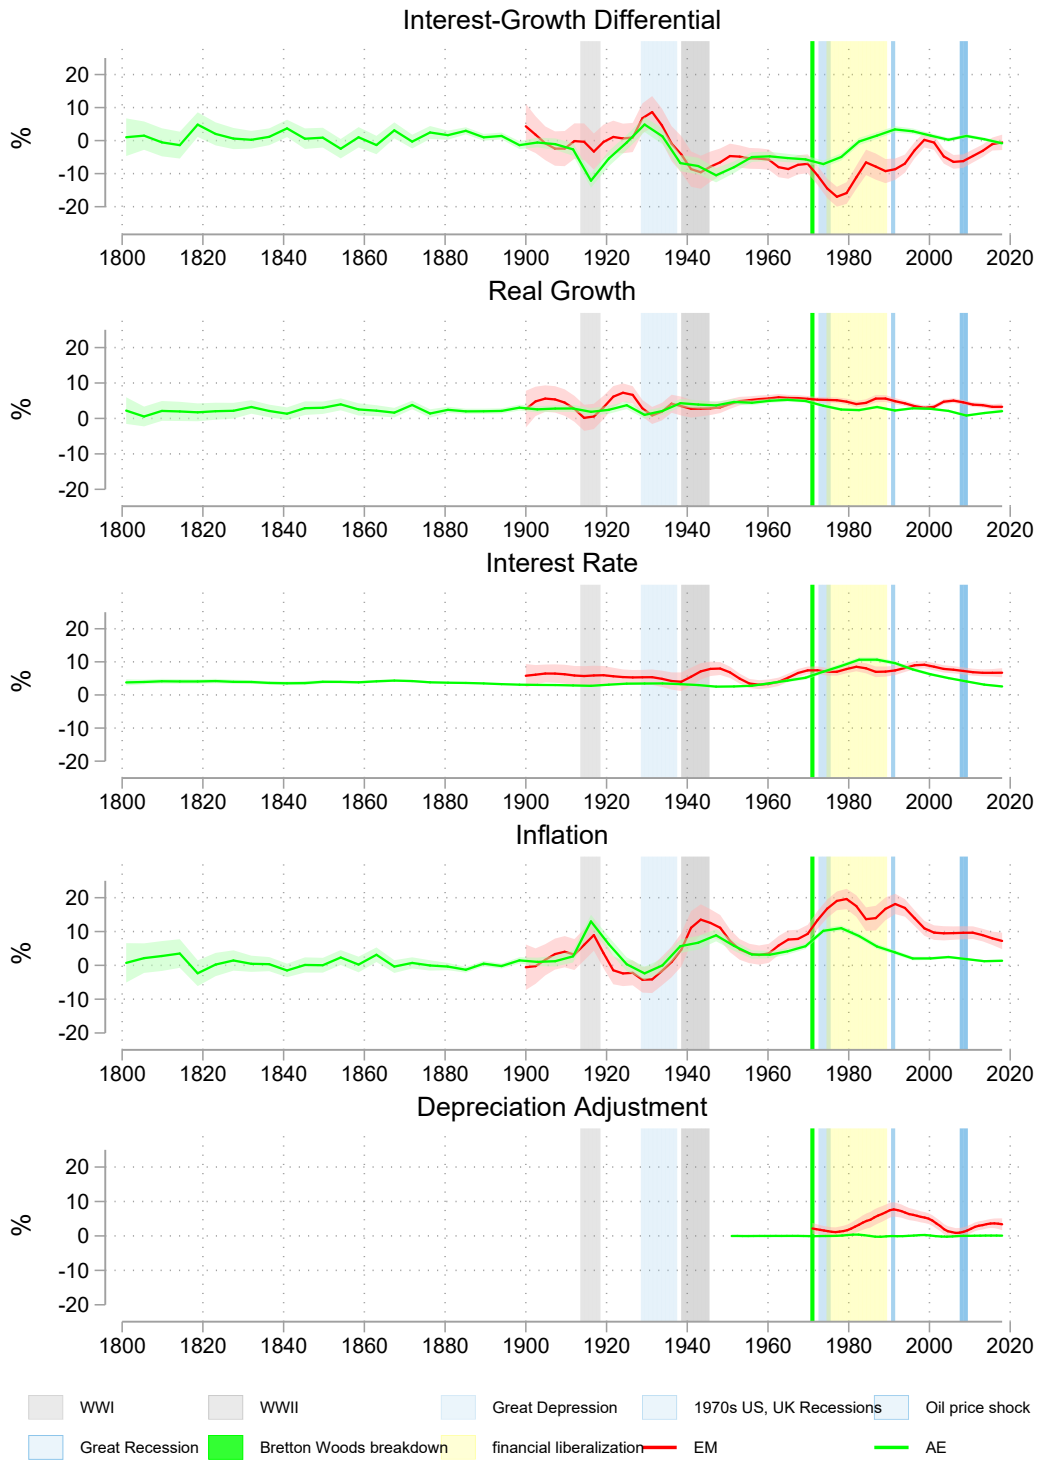 Interest-Growth Differential
20
10
0
-10
-20
%
1800 1820 1840 1860 1880 1900 1920 1940 1960 1980 2000 2020
Real Growth
20
10
0
-10
-20
%
1800 1820 1840 1860 1880 1900 1920 1940 1960 1980 2000 2020
Interest Rate
20
10
0
-10
-20
%
1800 1820 1840 1860 1880 1900 1920 1940 1960 1980 2000 2020
Inflation
20
10
0
-10
-20
%
1800 1820 1840 1860 1880 1900 1920 1940 1960 1980 2000 2020
Depreciation Adjustment
20
10
0
-10
-20
%
1800 1820 1840 1860 1880 1900 1920 1940 1960 1980 2000 2020
WWI WWII Great Depression 1970s US, UK Recessions Oil price shock
Great Recession Bretton Woods breakdown financial liberalization EM AE